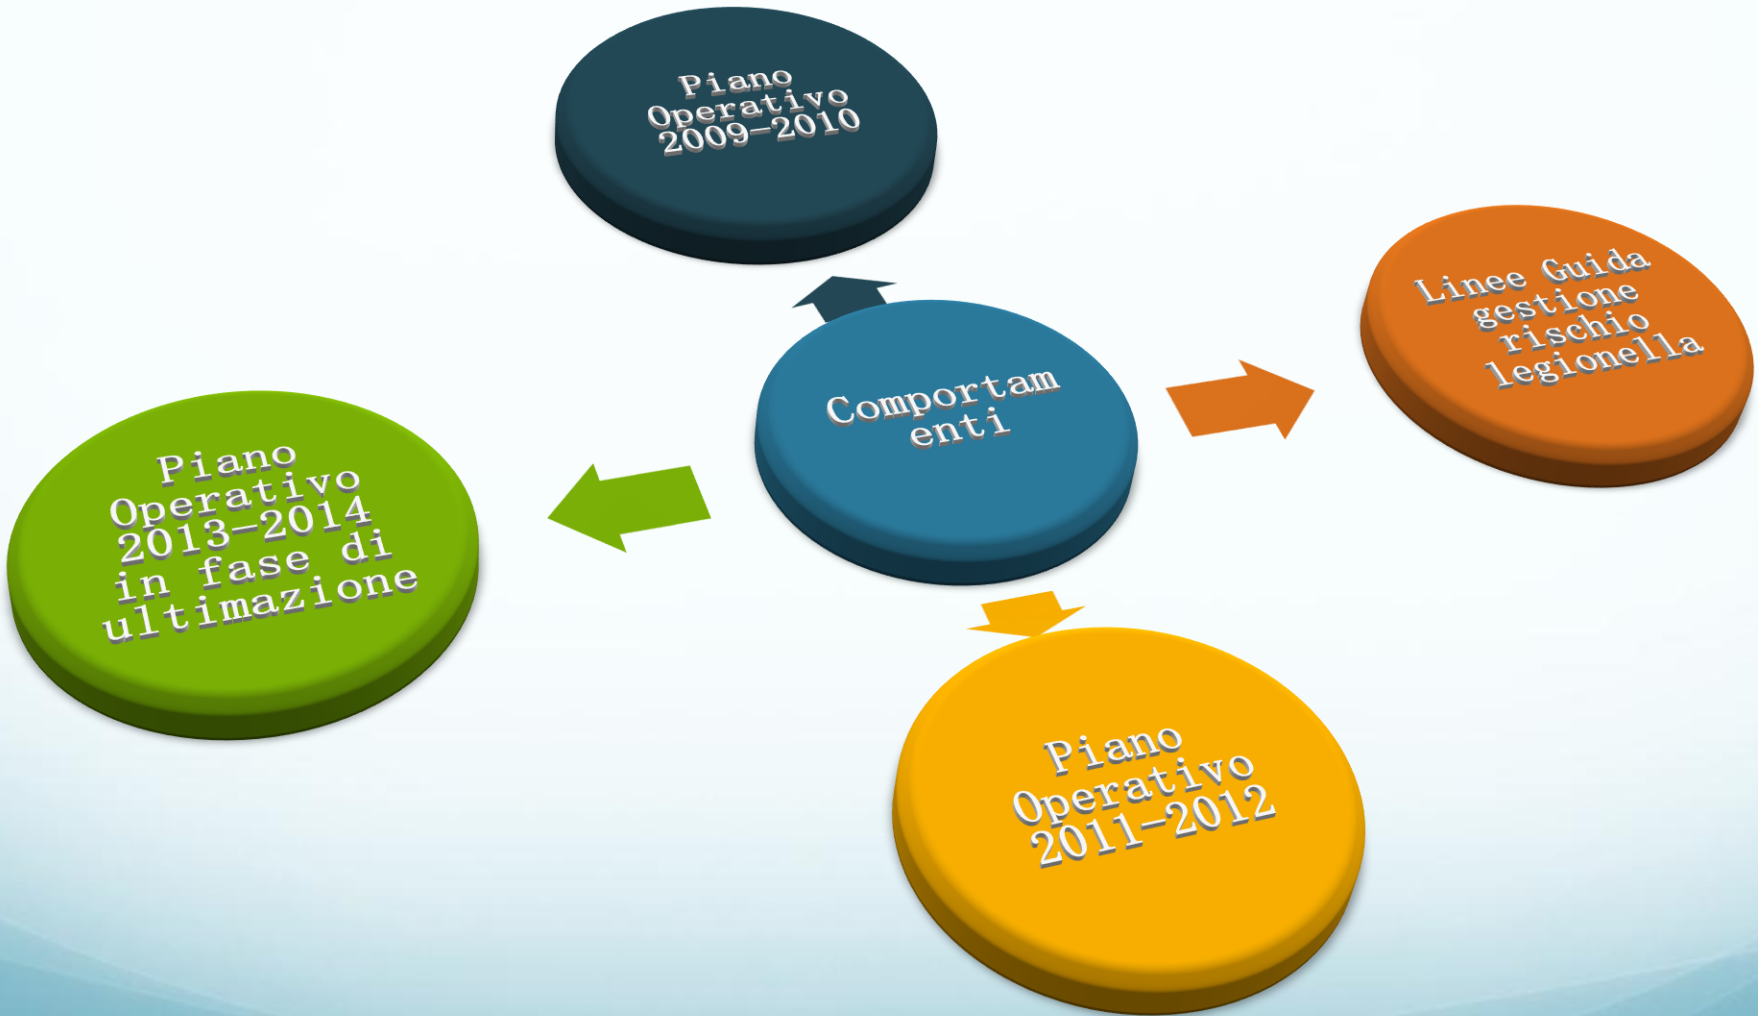 Piano
Operativo
2009-2010
Linee Guida
gestione
rischio
legionella
Comportam
enti
Piano
Operativo
2013-2014
in fase di
ultimazione
Piano
Operativo
2011-2012